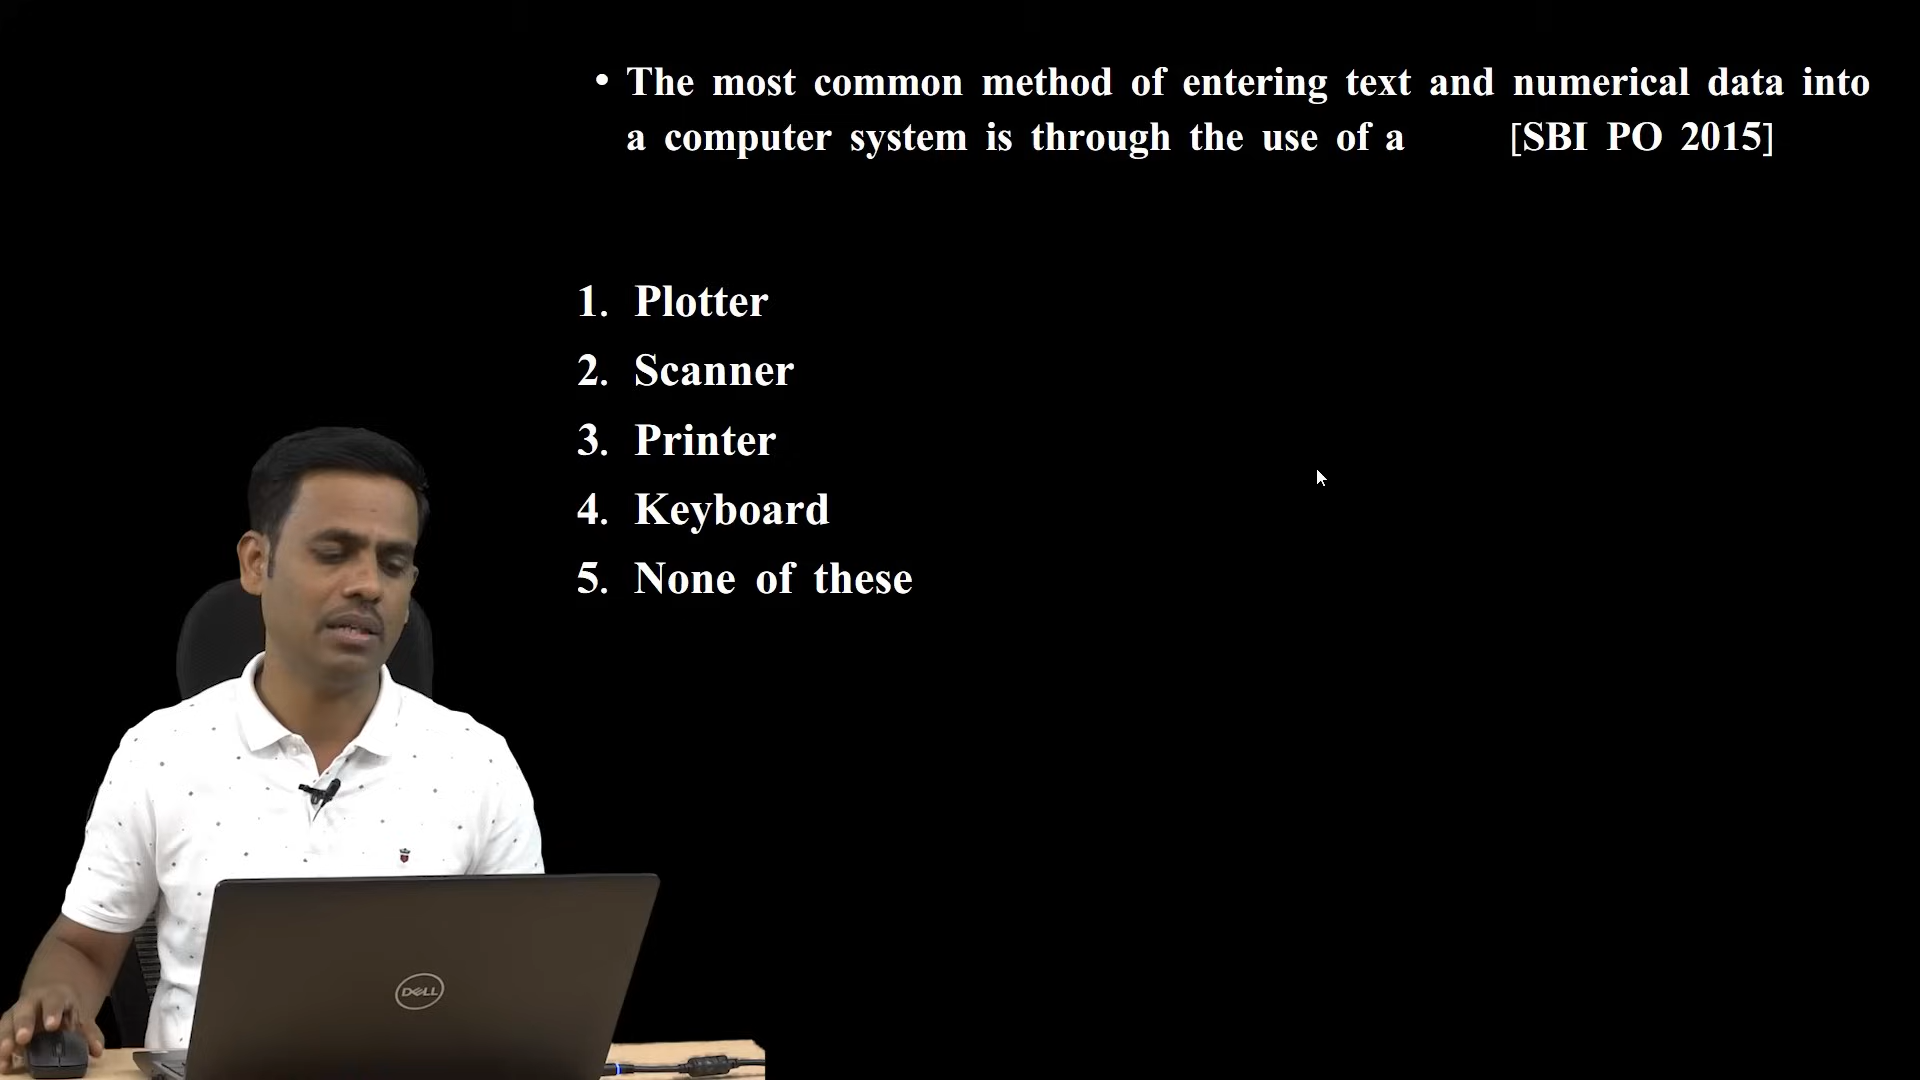 • The most common method of entering text and numerical data into
a computer system is through the use of a [SBI PO 2015]
1. Plotter
2. Scanner
3. Printer
4. Keyboard
5. None of these
DELL